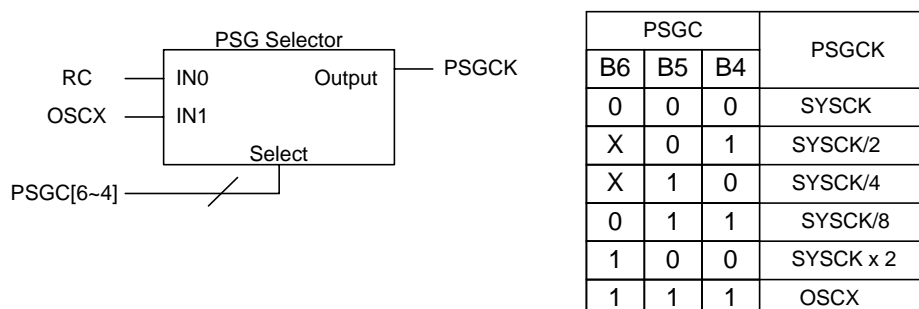 PSG Selector
RC IN0 Output PSGCK
OSCX IN1
Select
PSGC[6~4]
PSGC PSGCK
B6 B5 B4
0 0 0 SYSCK
X 0 1 SYSCK/2
X 1 0 SYSCK/4
0 1 1 SYSCK/8
1 0 0 SYSCK x 2
1 1 1 OSCX